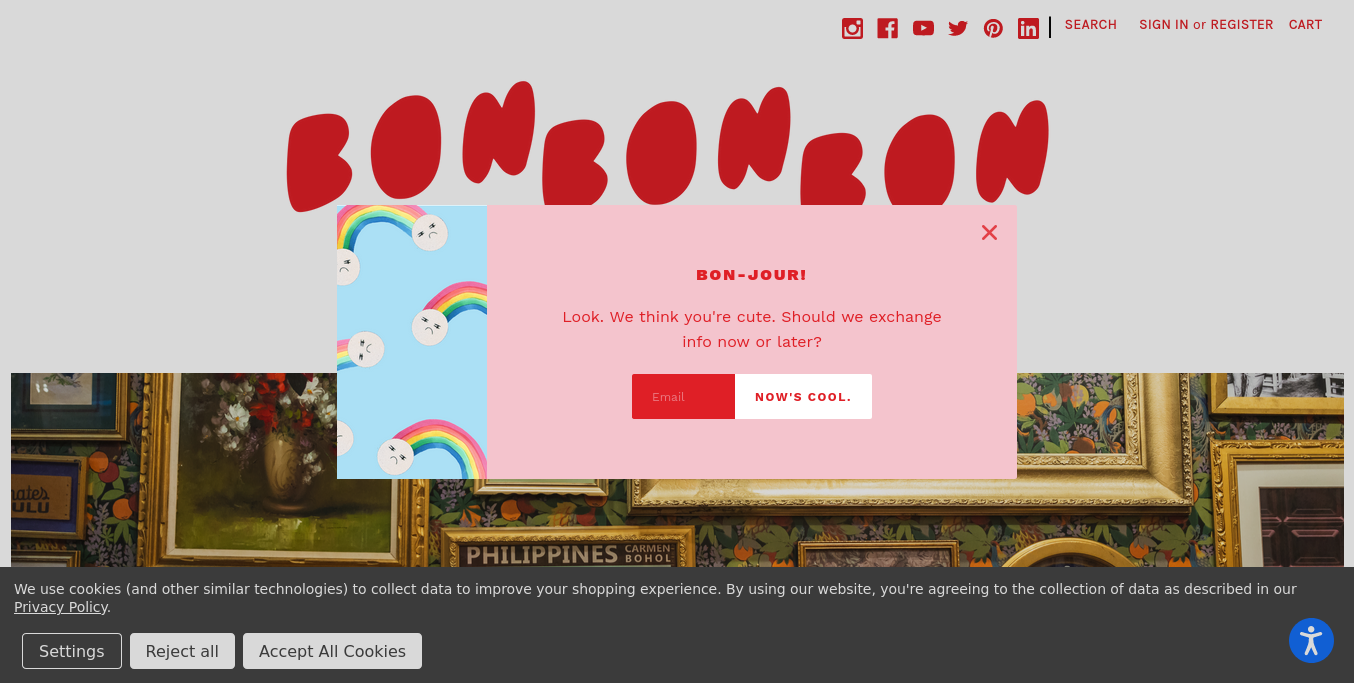 SEARCH SIGN IN or REGISTER CART
BONBONBON
BON-JOUR!
Look. We think you're cute. Should we exchange
info now or later?
Email NOW'S COOL.
PHILIPPINES CARMEN
BOHOL
We use cookies (and other similar technologies) to collect data to improve your shopping experience. By using our website, you're agreeing to the collection of data as described in our
Privacy Policy.
Settings Reject all Accept All Cookies